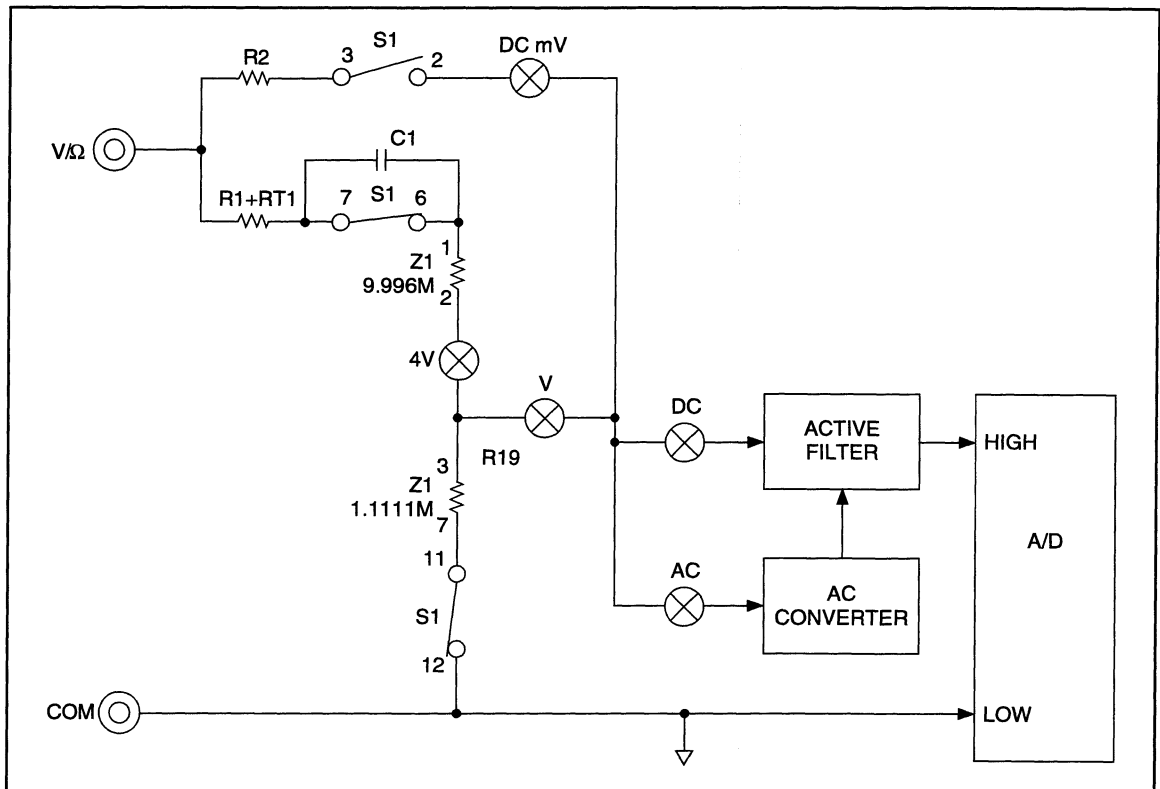 S1
DC mV
R2
3
2
V/Ω
C1
R1+RT1
7
S1
6
1
Z1
9.996M
2
4V
V
DC
ACTIVE
FILTER
HIGH
R19
3
Z1
1.1111M
7
A/D
11
AC
AC
CONVERTER
S1
12
COM
LOW